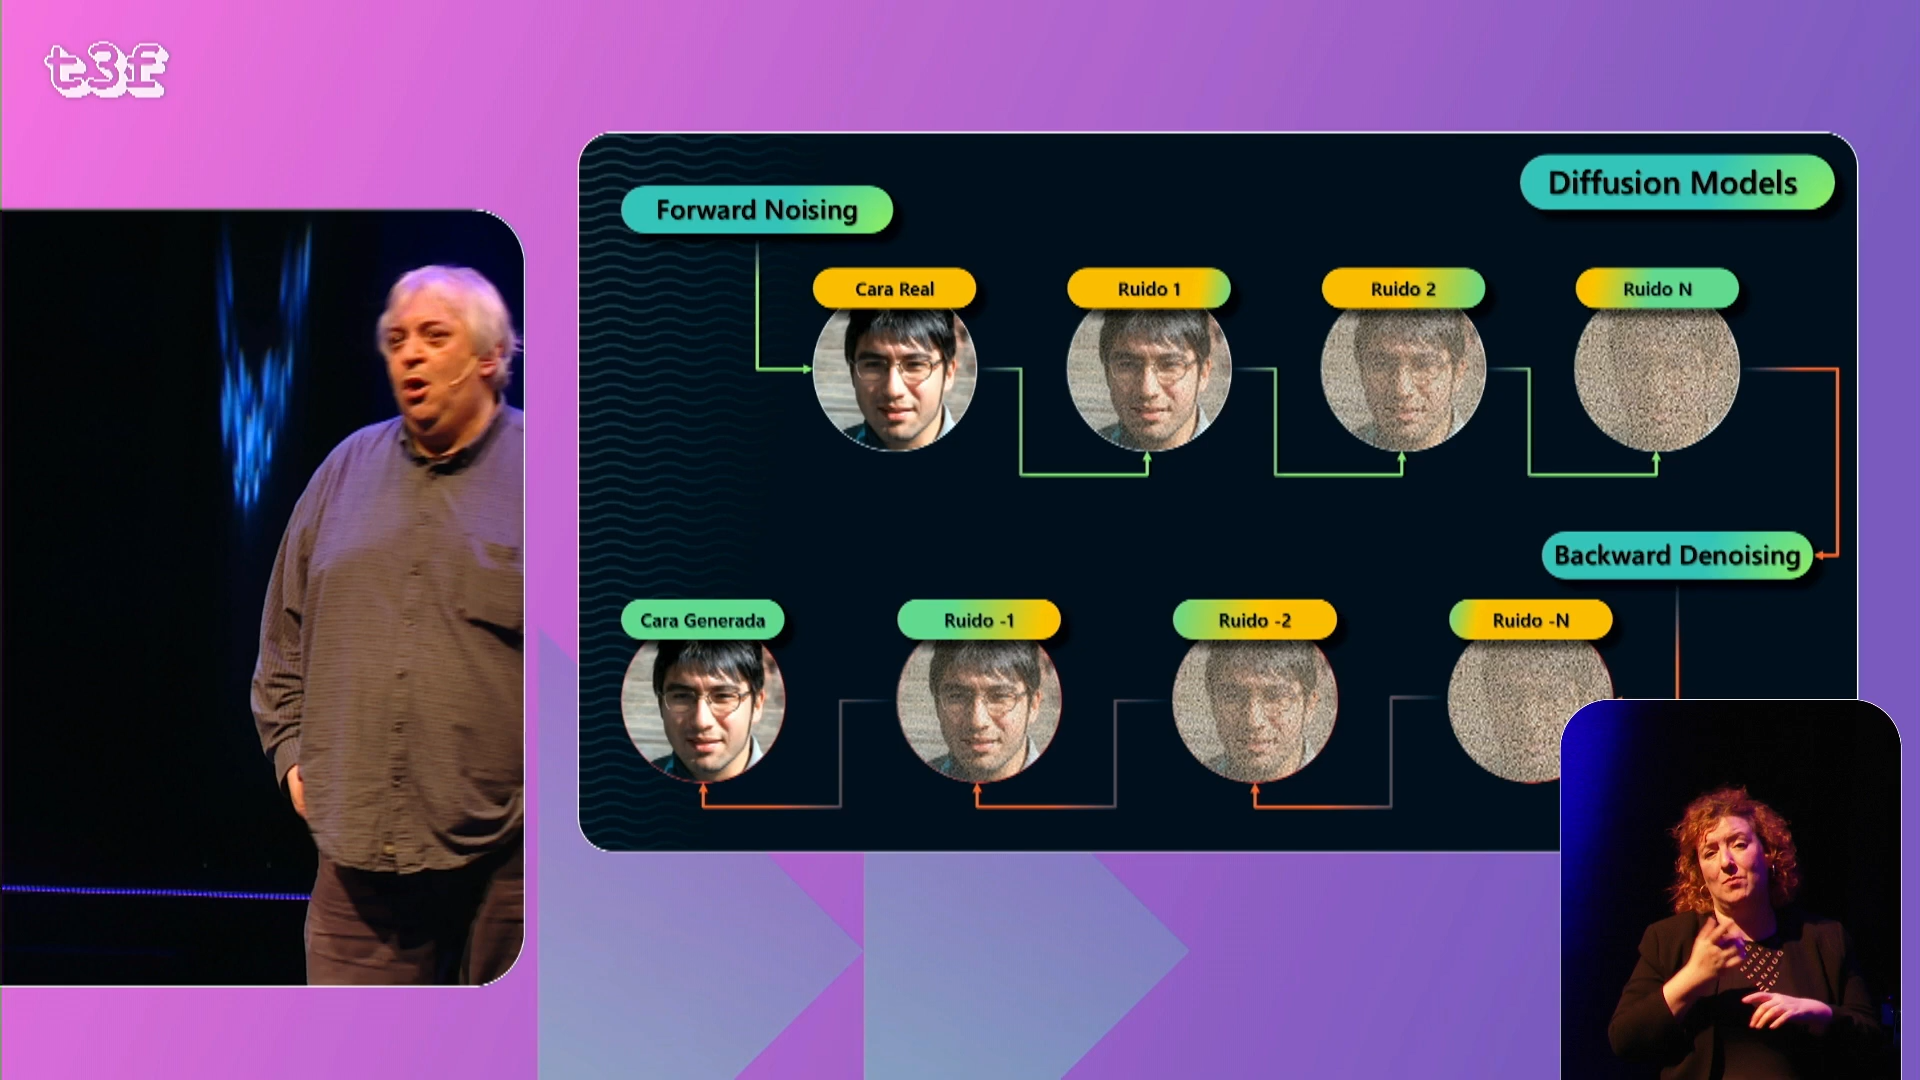 t3f
Diffusion Models
Forward Noising
Cara Real
Ruido 1
Ruido 2
Ruido N
Backward Denoising
Cara Generada
Ruido -1
Ruido -2
Ruido -N